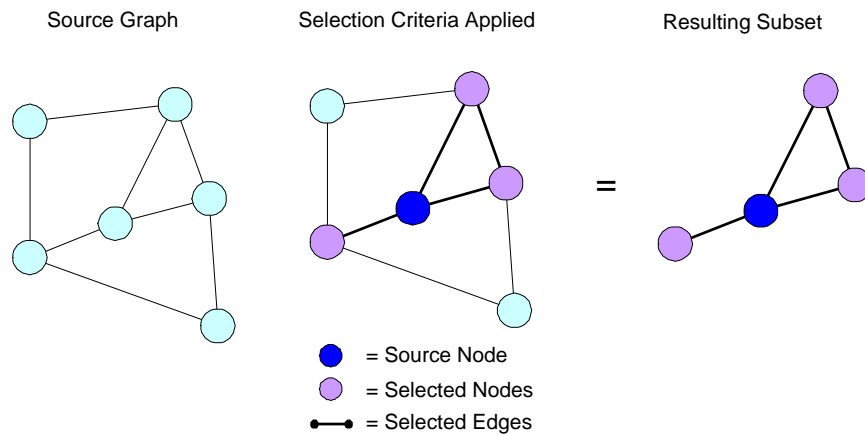 Source Graph
Selection Criteria Applied
Resulting Subset
=
= Source Node
= Selected Nodes
= Selected Edges